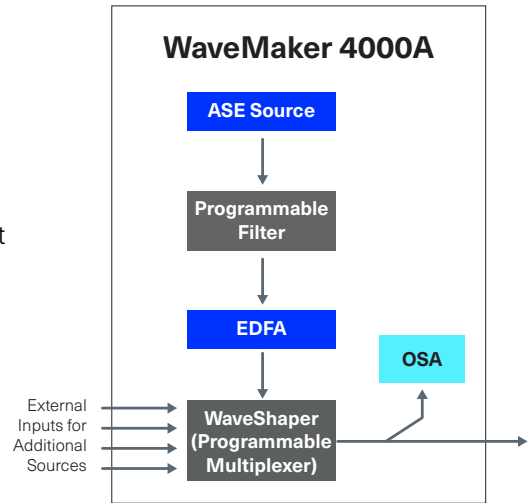 WaveMaker 4000A
ASE Source
Programmable
Filter
t
EDFA
OSA
External
Inputs for
Additional
Sources
WaveShaper
(Programmable
Multiplexer)